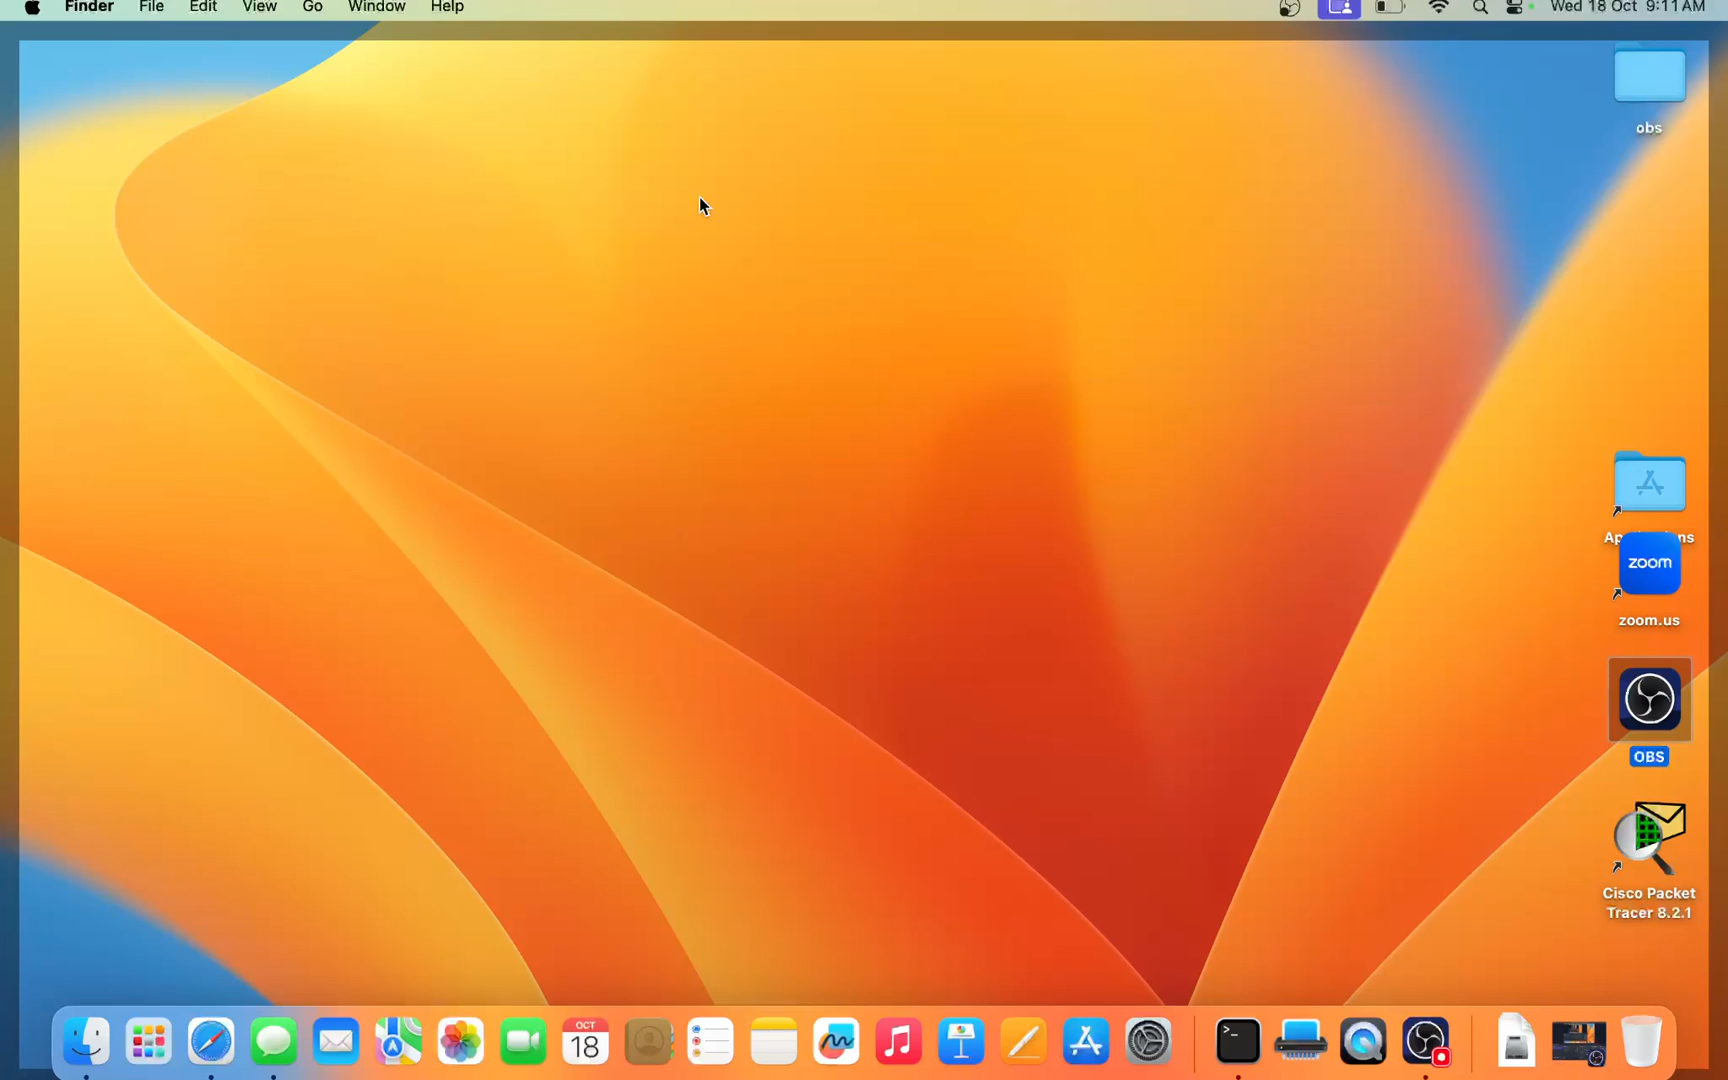 Finder File Edit View Go Window Help Wed 18 Oct 9:11 AM
obs
zoom
zoom.us
OBS
Cisco Packet
Tracer 8.2.1
OCT
18
>_